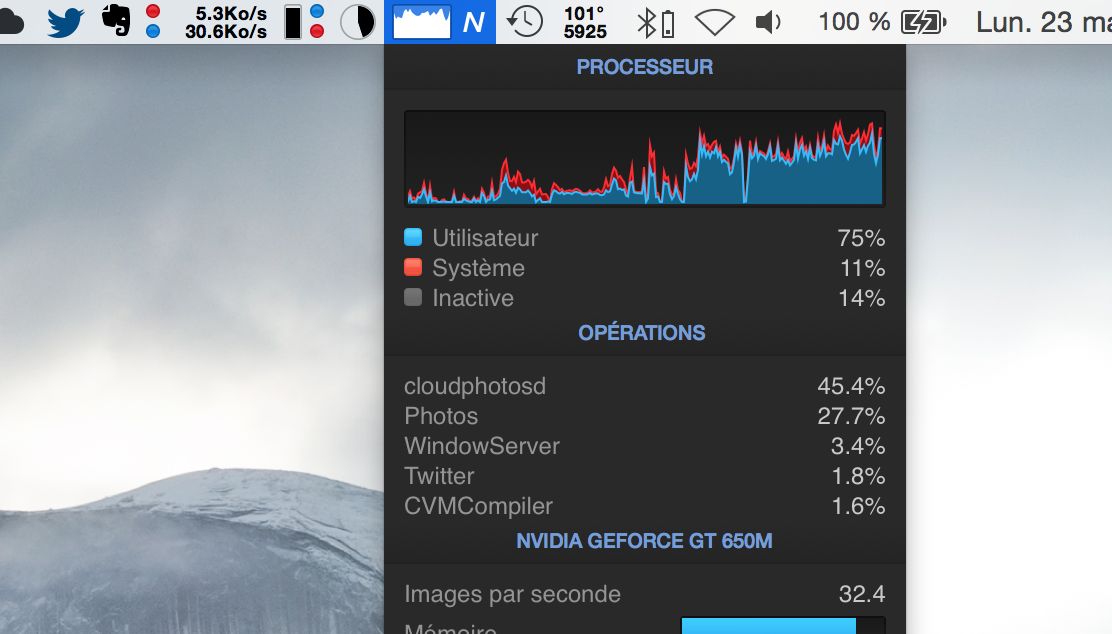 5.3Ko/s
30.6Ko/s
N
101°
5925
100 %
Lun. 23 ma
PROCESSEUR
Utilisateur 75%
Système 11%
Inactive 14%
OPÉRATIONS
cloudphotosd 45.4%
Photos 27.7%
WindowServer 3.4%
Twitter 1.8%
CVMCompiler 1.6%
NVIDIA GEFORCE GT 650M
Images par seconde 32.4
Mémoire